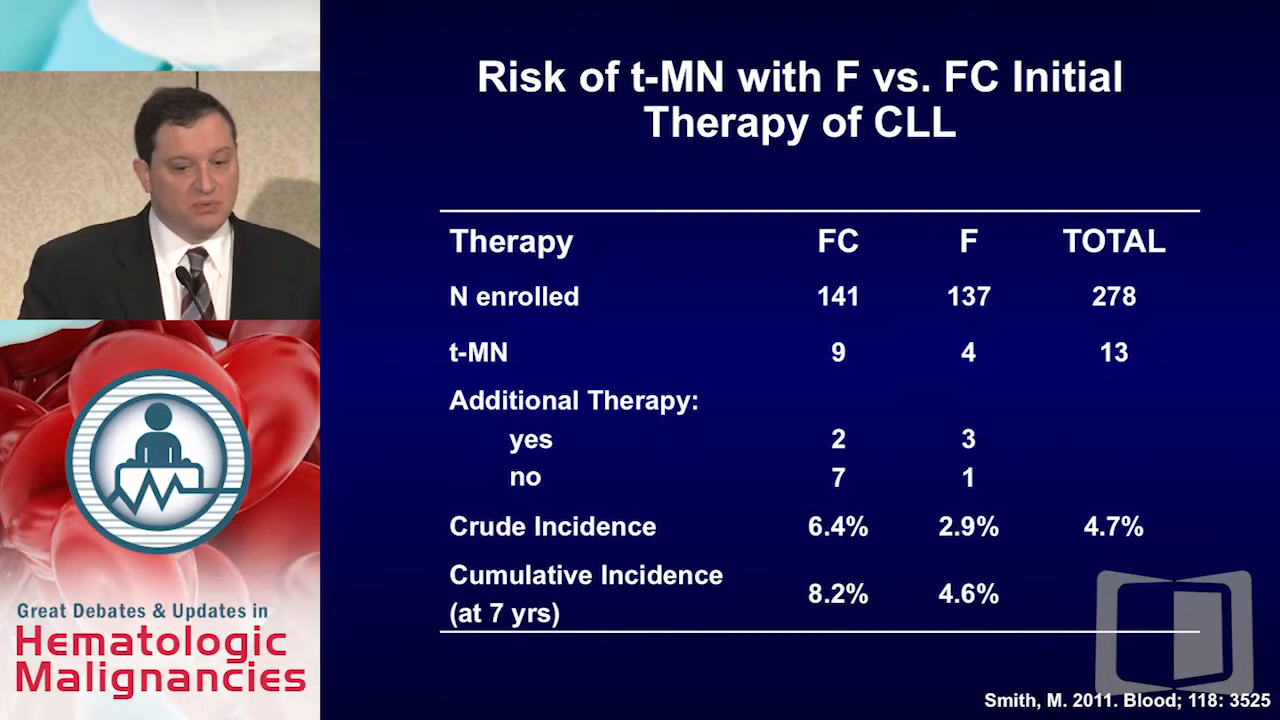 Risk of t-MN with F vs. FC Initial
Therapy of CLL
Therapy FC F TOTAL
N enrolled 141 137 278
t-MN 9 4 13
Additional Therapy:
yes 2 3
no 7 1
Crude Incidence 6.4% 2.9% 4.7%
Cumulative Incidence
(at 7 yrs) 8.2% 4.6%
Smith, M. 2011. Blood; 118: 3525
Great Debates & Updates in
Hematologic
Malignancies